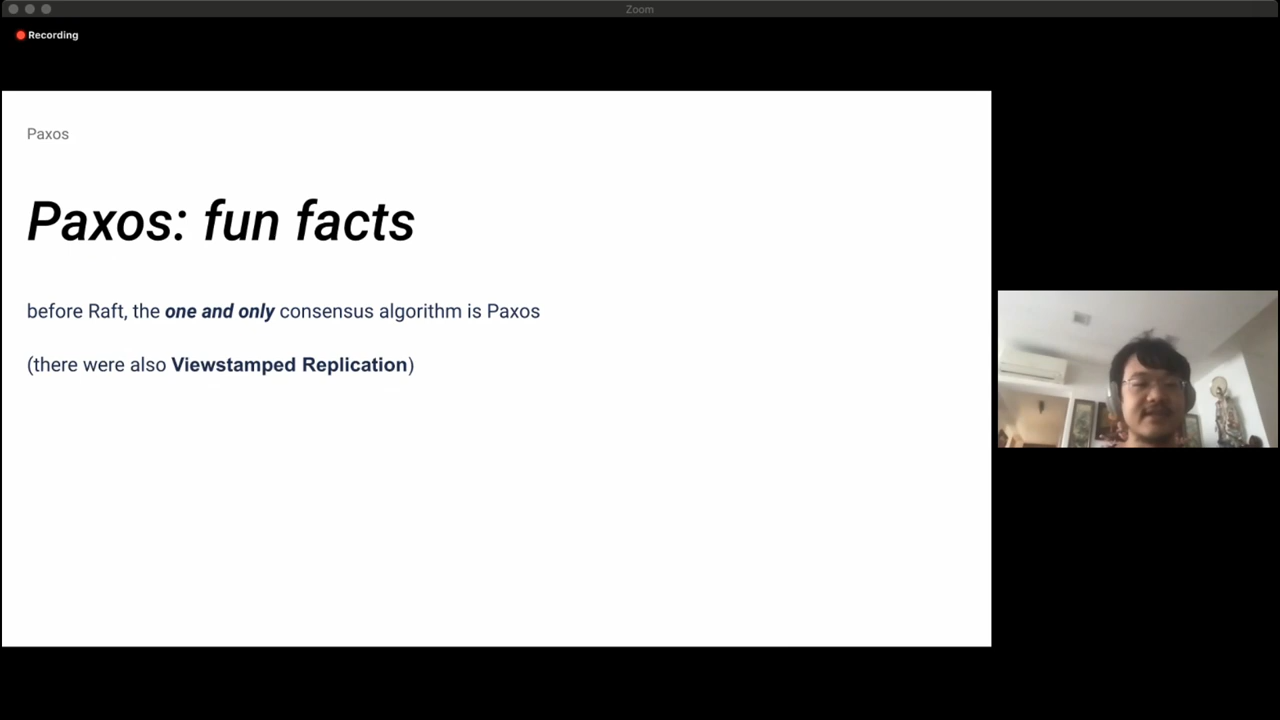 Zoom
Recording
Paxos
Paxos: fun facts
before Raft, the one and only consensus algorithm is Paxos
(there were also Viewstamped Replication)